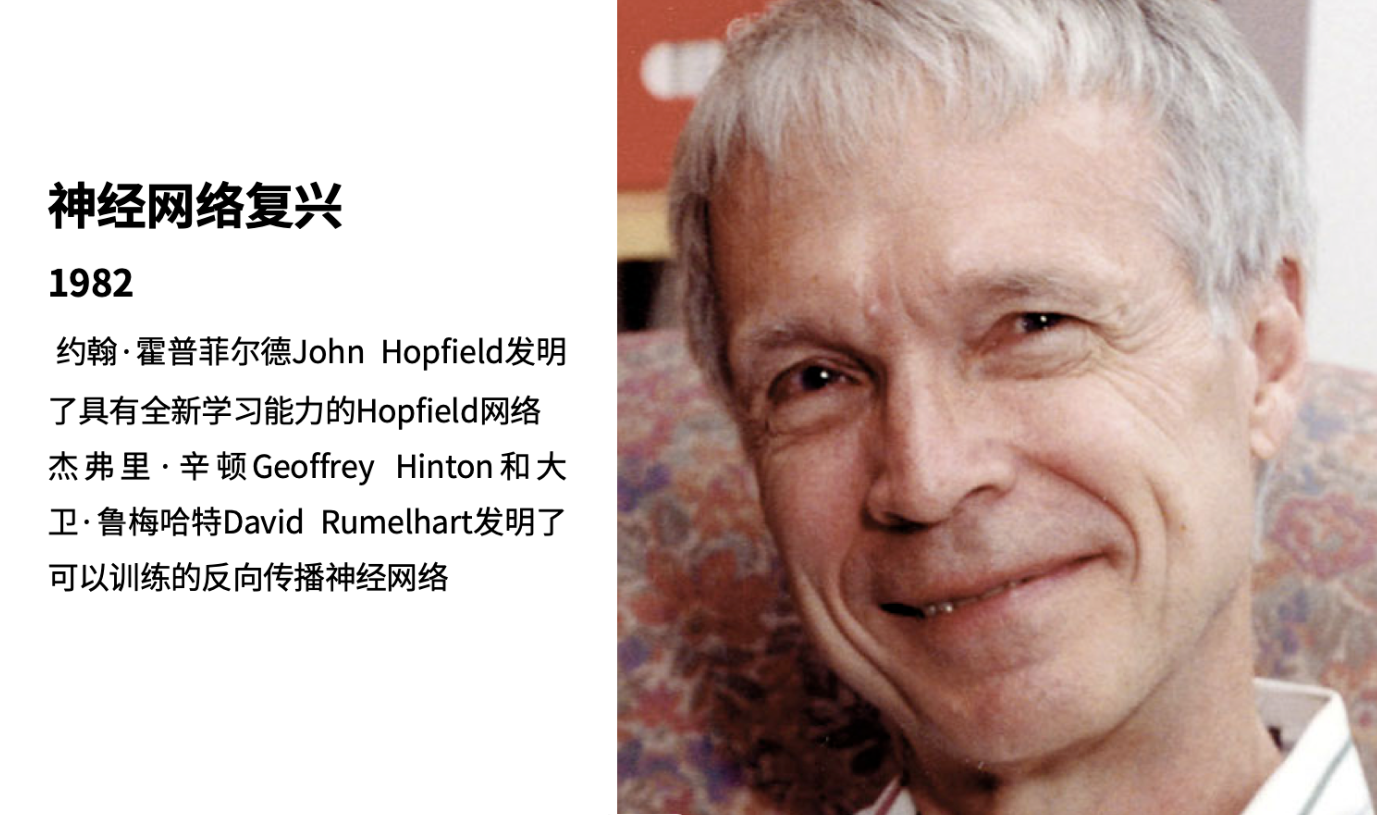 神经网络复兴
1982
约翰·霍普菲尔德John Hopfield发明
了具有全新学习能力的Hopfield网络
杰弗里·辛顿Geoffrey Hinton和大
卫·鲁梅哈特David Rumelhart发明了
可以训练的反向传播神经网络